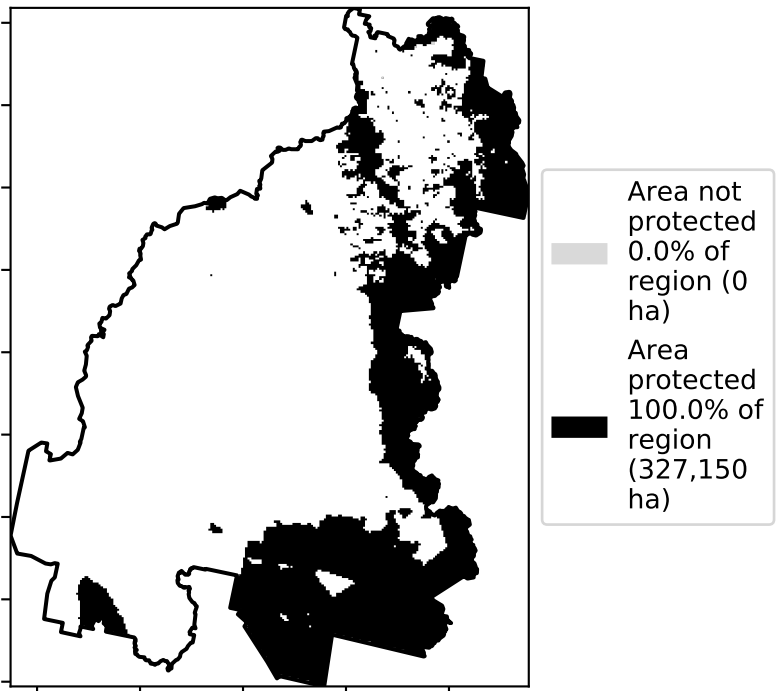 Area not
protected
0.0% of
region (0
ha)
Area
protected
100.0% of
region
(327,150
ha)